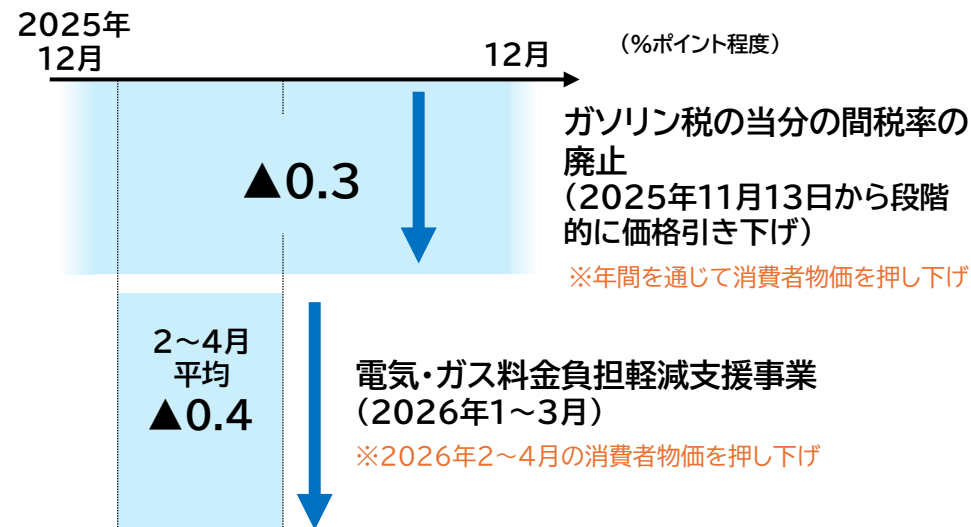 2025年
12月
12月
（%ポイント程度）
ガソリン税の当分の間税率の
廃止
（2025年11月13日から段階
的に価格引き下げ）
▲0.3
※年間を通じて消費者物価を押し下げ
2～4月
平均
▲0.4
電気・ガス料金負担軽減支援事業
（2026年1～3月）
※2026年2～4月の消費者物価を押し下げ